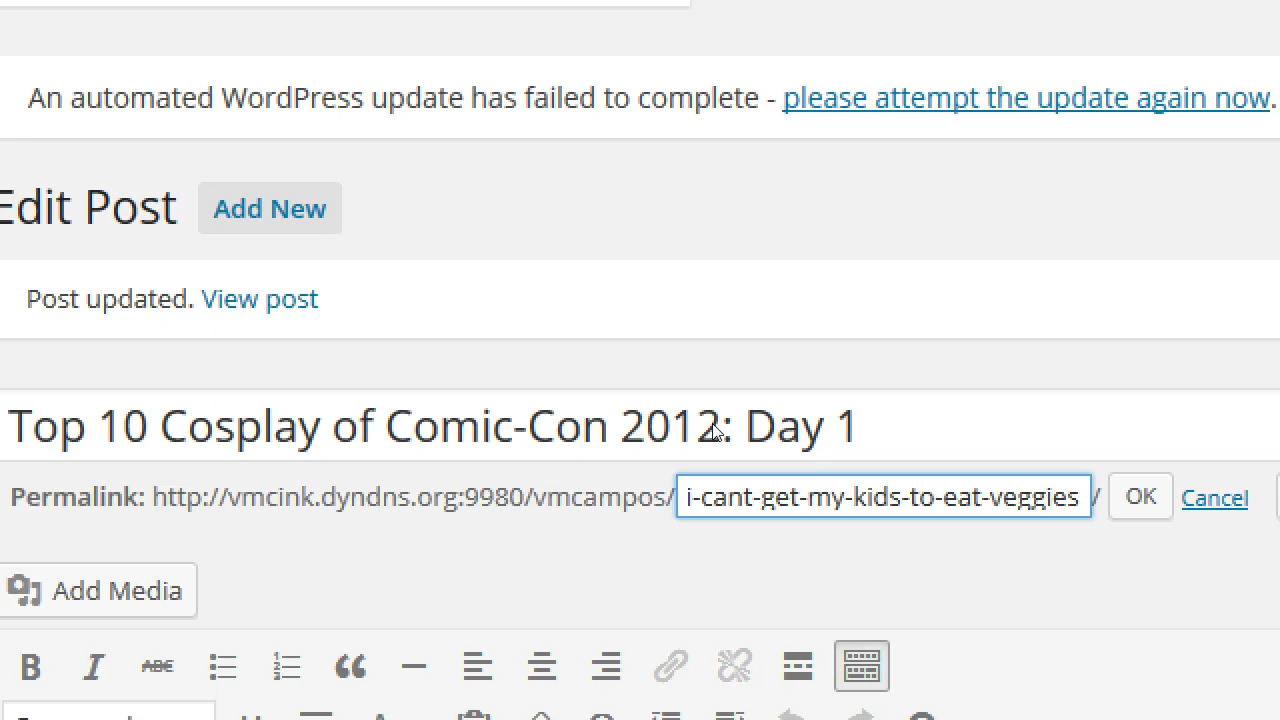 An automated WordPress update has failed to complete - please attempt the update again now.
Edit Post Add New
Post updated. View post
Top 10 Cosplay of Comic-Con 2012: Day 1
Permalink: http://vmcink.dyndns.org:9980/vmcampos/i-cant-get-my-kids-to-eat-veggies/ OK Cancel
Add Media
B I ABC